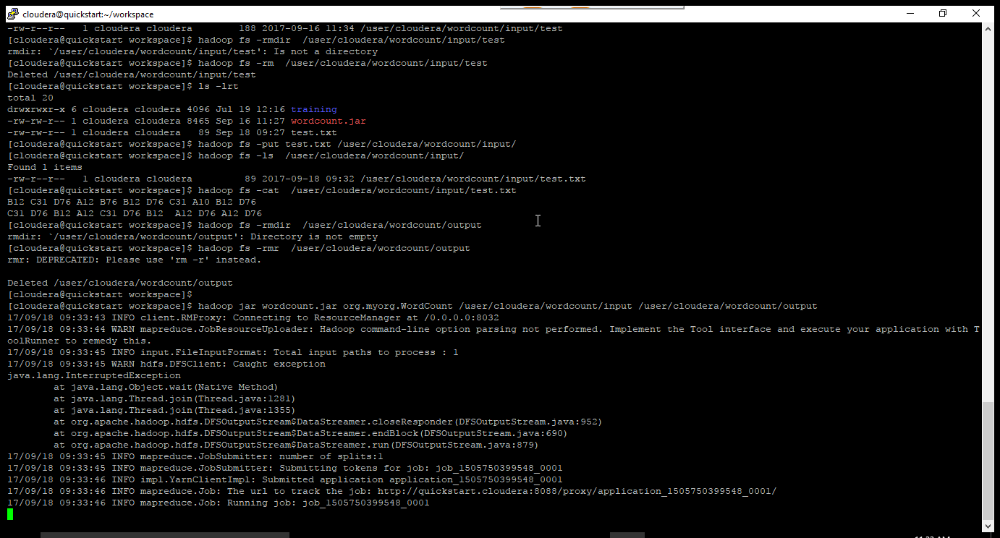 cloudera@quickstart:~/workspace
-rw-r--r--   1 cloudera cloudera        188 2017-09-16 11:34 /user/cloudera/wordcount/input/test
[cloudera@quickstart workspace]$ hadoop fs -rmdir  /user/cloudera/wordcount/input/test
rmdir: `/user/cloudera/wordcount/input/test': Is not a directory
[cloudera@quickstart workspace]$ hadoop fs -rm  /user/cloudera/wordcount/input/test
Deleted /user/cloudera/wordcount/input/test
[cloudera@quickstart workspace]$ ls -lrt
total 20
drwxrwxr-x 6 cloudera cloudera 4096 Jul 19 12:16 training
-rw-rw-r-- 1 cloudera cloudera 8465 Sep 16 11:27 wordcount.jar
-rw-rw-r-- 1 cloudera cloudera   89 Sep 18 09:27 test.txt
[cloudera@quickstart workspace]$ hadoop fs -put test.txt /user/cloudera/wordcount/input/
[cloudera@quickstart workspace]$ hadoop fs -ls  /user/cloudera/wordcount/input/
Found 1 items
-rw-r--r--   1 cloudera cloudera         89 2017-09-18 09:32 /user/cloudera/wordcount/input/test.txt
[cloudera@quickstart workspace]$ hadoop fs -cat  /user/cloudera/wordcount/input/test.txt
B12 C31 D76 A12 B76 B12 D76 C31 A10 B12 D76
C31 D76 B12 A12 C31 D76 B12  A12 D76 A12 D76
[cloudera@quickstart workspace]$ hadoop fs -rmdir  /user/cloudera/wordcount/output
rmdir: `/user/cloudera/wordcount/output': Directory is not empty
[cloudera@quickstart workspace]$ hadoop fs -rmr  /user/cloudera/wordcount/output
rmr: DEPRECATED: Please use 'rm -r' instead.
Deleted /user/cloudera/wordcount/output
[cloudera@quickstart workspace]$
[cloudera@quickstart workspace]$ hadoop jar wordcount.jar org.myorg.WordCount /user/cloudera/wordcount/input /user/cloudera/wordcount/output
17/09/18 09:33:43 INFO client.RMProxy: Connecting to ResourceManager at /0.0.0.0:8032
17/09/18 09:33:44 WARN mapreduce.JobResourceUploader: Hadoop command-line option parsing not performed. Implement the Tool interface and execute your application with T
oolRunner to remedy this.
17/09/18 09:33:45 INFO input.FileInputFormat: Total input paths to process : 1
17/09/18 09:33:45 WARN hdfs.DFSClient: Caught exception
java.lang.InterruptedException
        at java.lang.Object.wait(Native Method)
        at java.lang.Thread.join(Thread.java:1281)
        at java.lang.Thread.join(Thread.java:1355)
        at org.apache.hadoop.hdfs.DFSOutputStream$DataStreamer.closeResponder(DFSOutputStream.java:952)
        at org.apache.hadoop.hdfs.DFSOutputStream$DataStreamer.endBlock(DFSOutputStream.java:690)
        at org.apache.hadoop.hdfs.DFSOutputStream$DataStreamer.run(DFSOutputStream.java:879)
17/09/18 09:33:45 INFO mapreduce.JobSubmitter: number of splits:1
17/09/18 09:33:45 INFO mapreduce.JobSubmitter: Submitting tokens for job: job_1505750399548_0001
17/09/18 09:33:46 INFO impl.YarnClientImpl: Submitted application application_1505750399548_0001
17/09/18 09:33:46 INFO mapreduce.Job: The url to track the job: http://quickstart.cloudera:8088/proxy/application_1505750399548_0001/
17/09/18 09:33:46 INFO mapreduce.Job: Running job: job_1505750399548_0001